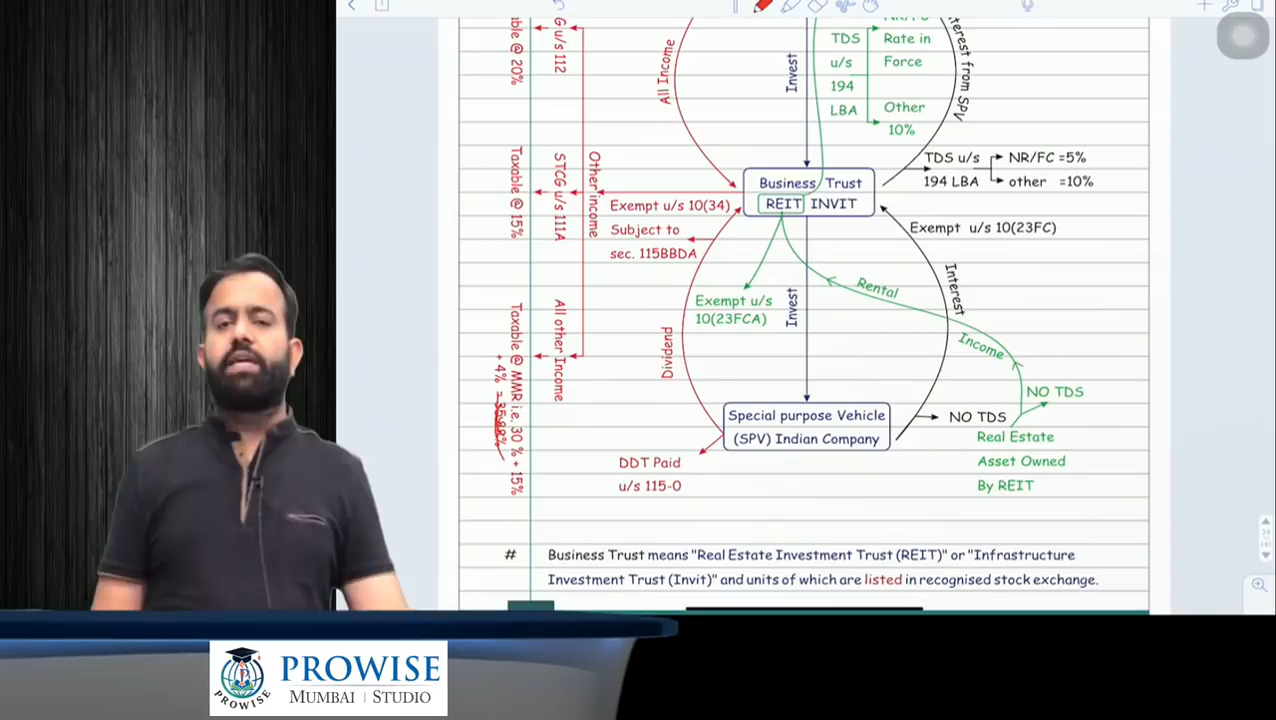 All Income
Invest
TDS
u/s
194
LBA
Rate in
Force
Other
10%
Interest from SPV
TDS u/s
194 LBA
NR/FC =5%
other =10%
G u/s 112
able @ 20%
Other income
STCG u/s 111A
Taxable @ 15%
All other Income
Taxable @ MMR i.e. 30 % + 15%
+ 4% = 35.88%
Business Trust
REIT INVIT
Exempt u/s 10(34)
Subject to
sec. 115BBDA
Exempt u/s 10(23FC)
Exempt u/s
10(23FCA)
Invest
Rental
Income
Interest
Dividend
NO TDS
NO TDS
Special purpose Vehicle
(SPV) Indian Company
Real Estate
Asset Owned
By REIT
DDT Paid
u/s 115-O
# Business Trust means "Real Estate Investment Trust (REIT)" or "Infrastructure
Investment Trust (Invit)" and units of which are listed in recognised stock exchange.
PROWISE
PROWISE
MUMBAI | STUDIO